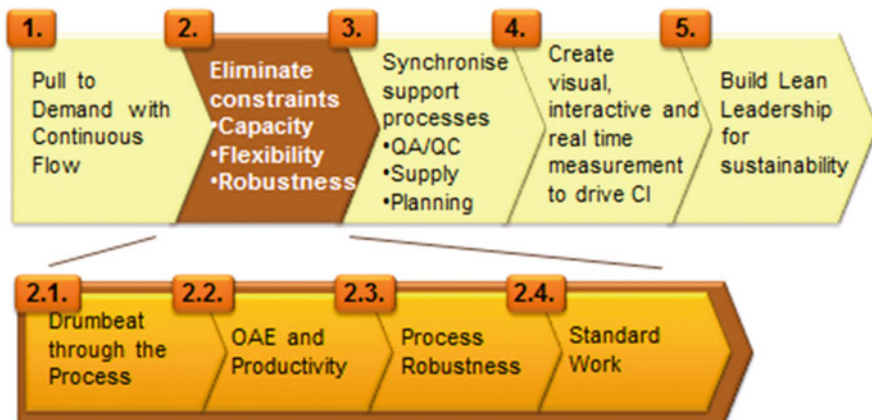 1.
Pull to
Demand with
Continuous
Flow
2.
Eliminate
constraints
•Capacity
•Flexibility
•Robustness
3.
Synchronise
support
processes
•QA/QC
•Supply
•Planning
4.
Create
visual,
interactive and
real time
measurement
to drive CI
5.
Build Lean
Leadership
for
sustainability
2.1.
Drumbeat
through the
Process
2.2.
OAE and
Productivity
2.3.
Process
Robustness
2.4.
Standard
Work